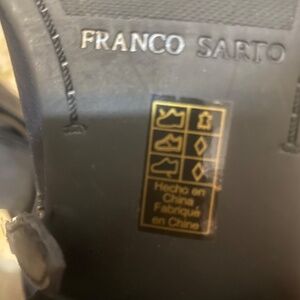 FRANCO SARTO
Hecho en
China
Fabriqué
en Chine